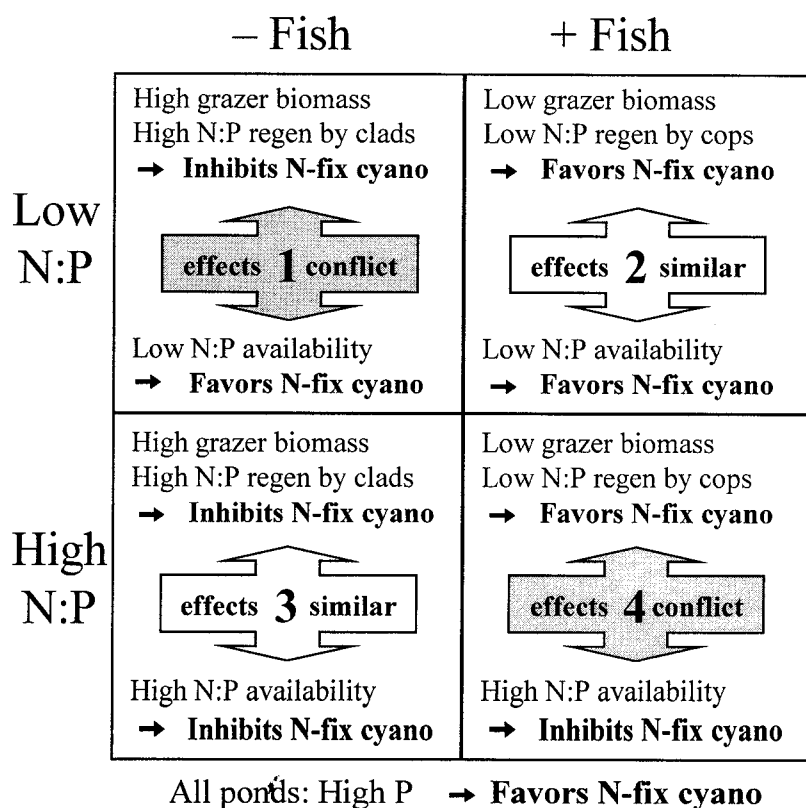 – Fish
+ Fish
Low
N:P
High grazer biomass
High N:P regen by clads
→ Inhibits N-fix cyano
effects 1 conflict
Low N:P availability
→ Favors N-fix cyano
Low grazer biomass
Low N:P regen by cops
→ Favors N-fix cyano
effects 2 similar
Low N:P availability
→ Favors N-fix cyano
High
N:P
High grazer biomass
High N:P regen by clads
→ Inhibits N-fix cyano
effects 3 similar
High N:P availability
→ Inhibits N-fix cyano
Low grazer biomass
Low N:P regen by cops
→ Favors N-fix cyano
effects 4 conflict
High N:P availability
→ Inhibits N-fix cyano
All ponds: High P → Favors N-fix cyano